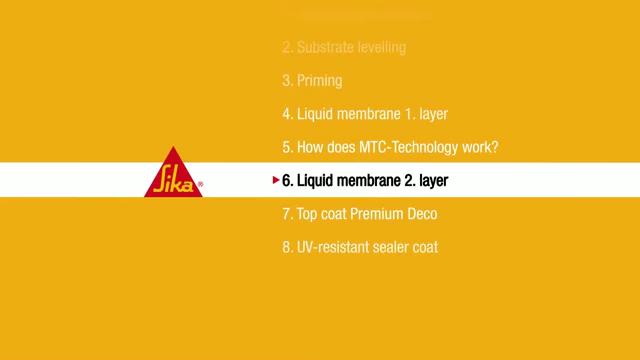 2. Substrate levelling
3. Priming
4. Liquid membrane 1. layer
5. How does MTC-Technology work?
Sika®
6. Liquid membrane 2. layer
7. Top coat Premium Deco
8. UV-resistant sealer coat